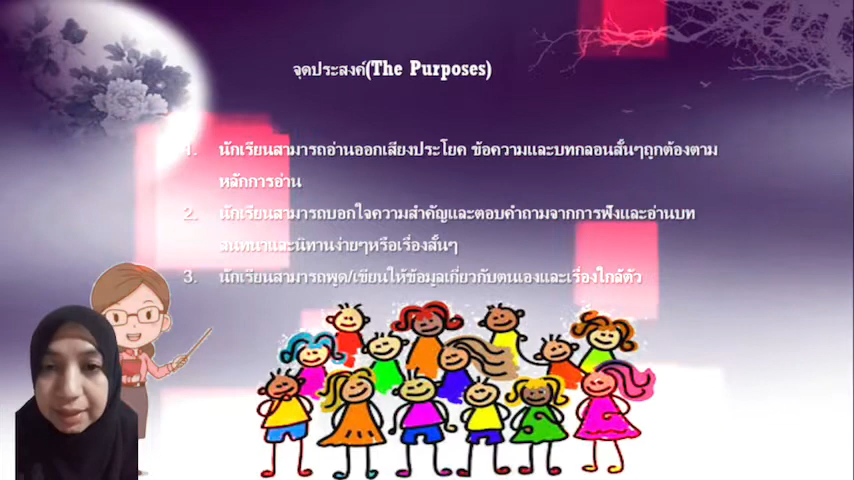 จุดประสงค์(The Purposes)
1. นักเรียนสามารถอ่านออกเสียงประโยค ข้อความและบทกลอนสั้นๆถูกต้องตาม
หลักการอ่าน
2. นักเรียนสามารถบอกใจความสำคัญและตอบคำถามจากการฟังและอ่านบท
สนทนาและนิทานง่ายๆหรือเรื่องสั้นๆ
3. นักเรียนสามารถพูด/เขียนให้ข้อมูลเกี่ยวกับตนเองและเรื่องใกล้ตัว